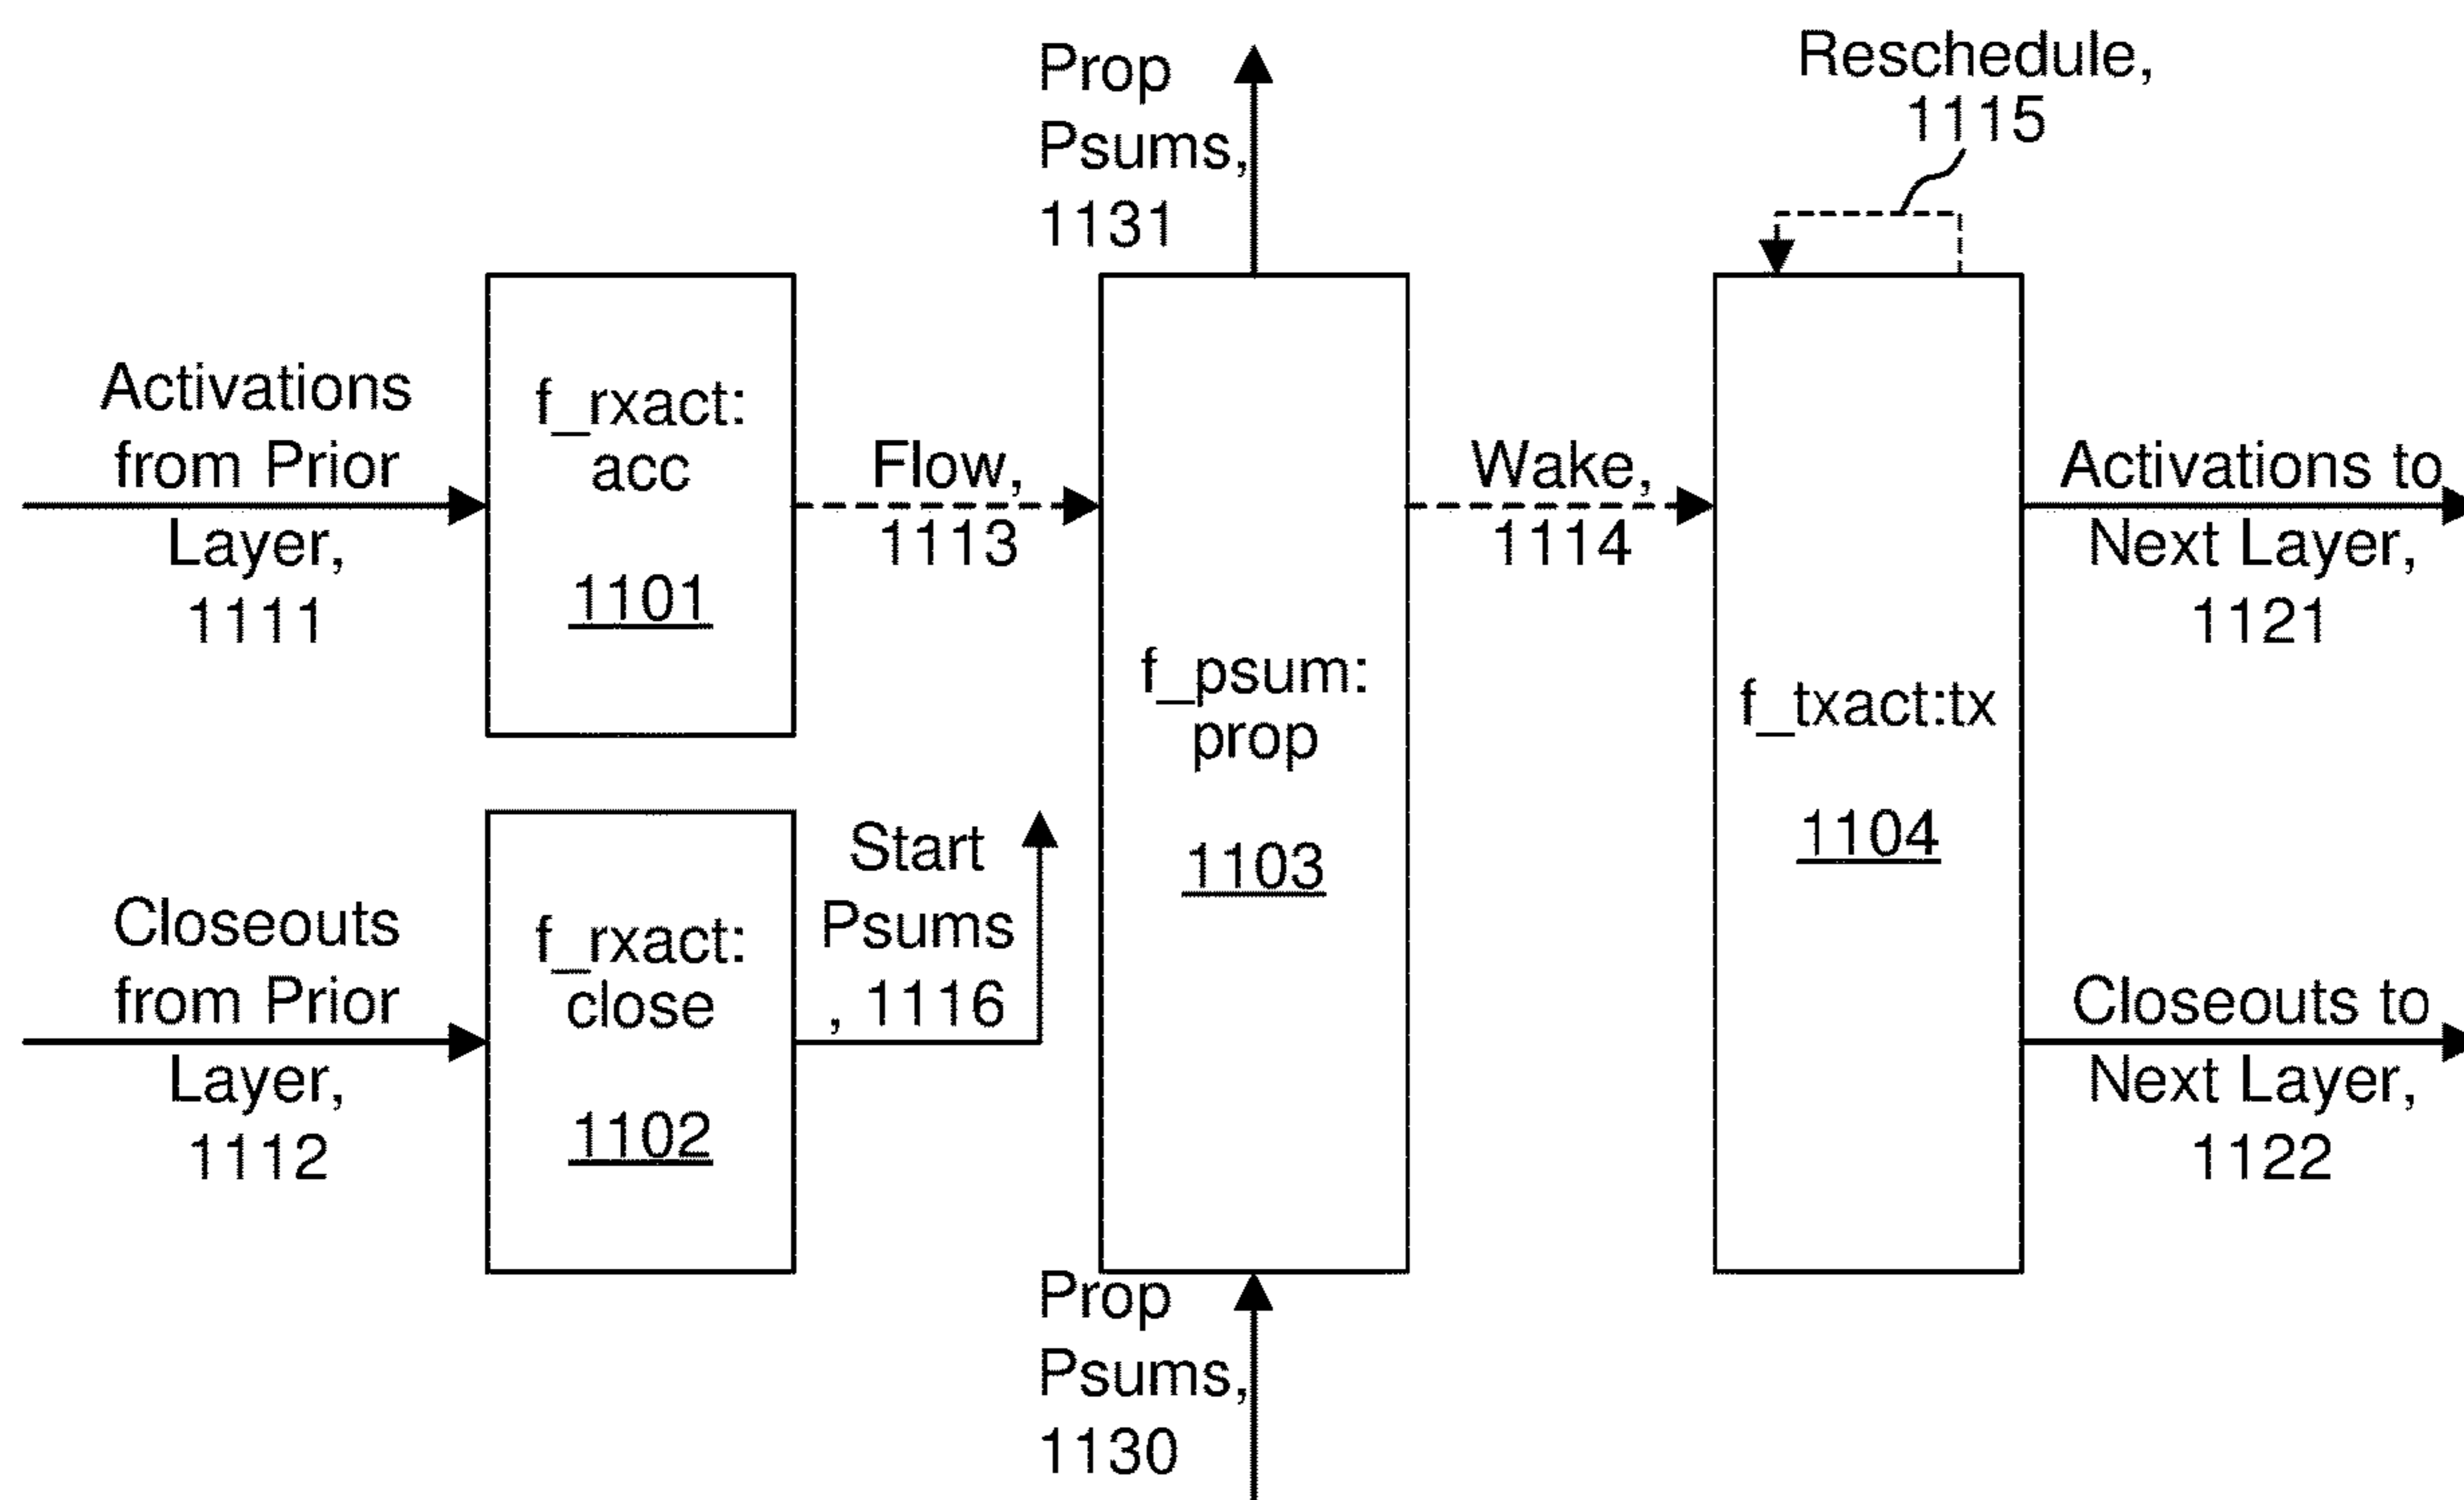 Prop
Psums,
1131
Reschedule,
1115
Activations
from Prior
Layer,
1111
f_rxact:
acc
1101
Flow,
1113
f_psum:
prop
1103
Wake,
1114
f_txact:tx
1104
Activations to
Next Layer,
1121
Closeouts
from Prior
Layer,
1112
f_rxact:
close
1102
Start
Psums
, 1116
Closeouts to
Next Layer,
1122
Prop
Psums,
1130